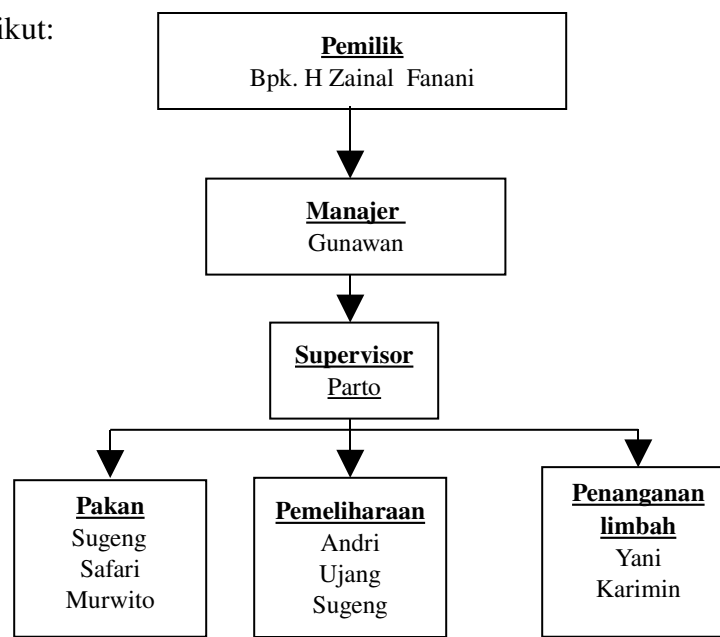 ikut:
Pemilik
Bpk. H Zainal Fanani
Manajer
Gunawan
Supervisor
Parto
Pakan
Sugeng
Safari
Murwito
Pemeliharaan
Andri
Ujang
Sugeng
Penanganan
limbah
Yani
Karimin